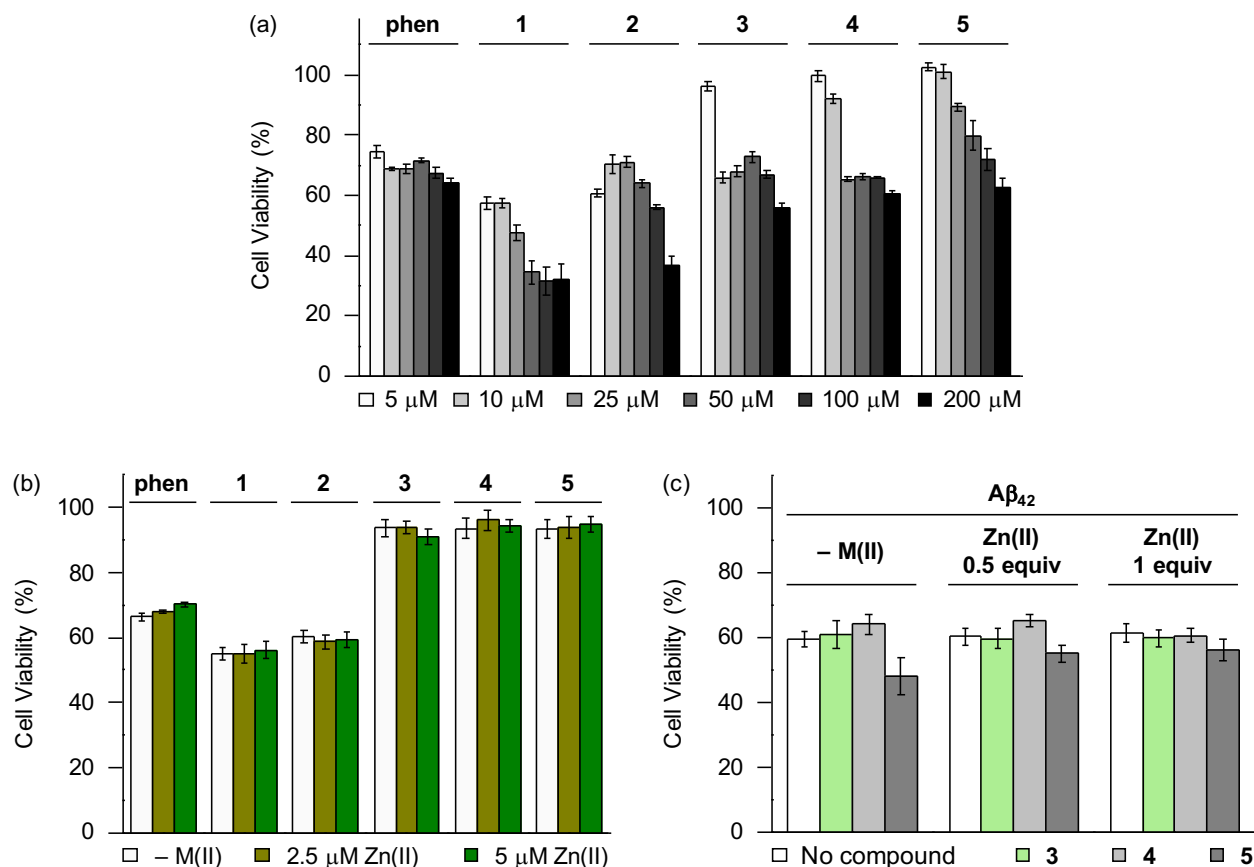 (a)
phen 1 2 3 4 5
Cell Viability (%)
100
80
60
40
20
0
5 μM 10 μM 25 μM 50 μM 100 μM 200 μM
(b)
phen 1 2 3 4 5
Cell Viability (%)
100
80
60
40
20
0
– M(II) 2.5 μM Zn(II) 5 μM Zn(II)
(c)
Aβ42
– M(II) Zn(II) Zn(II)
0.5 equiv 1 equiv
Cell Viability (%)
100
80
60
40
20
0
No compound 3 4 5